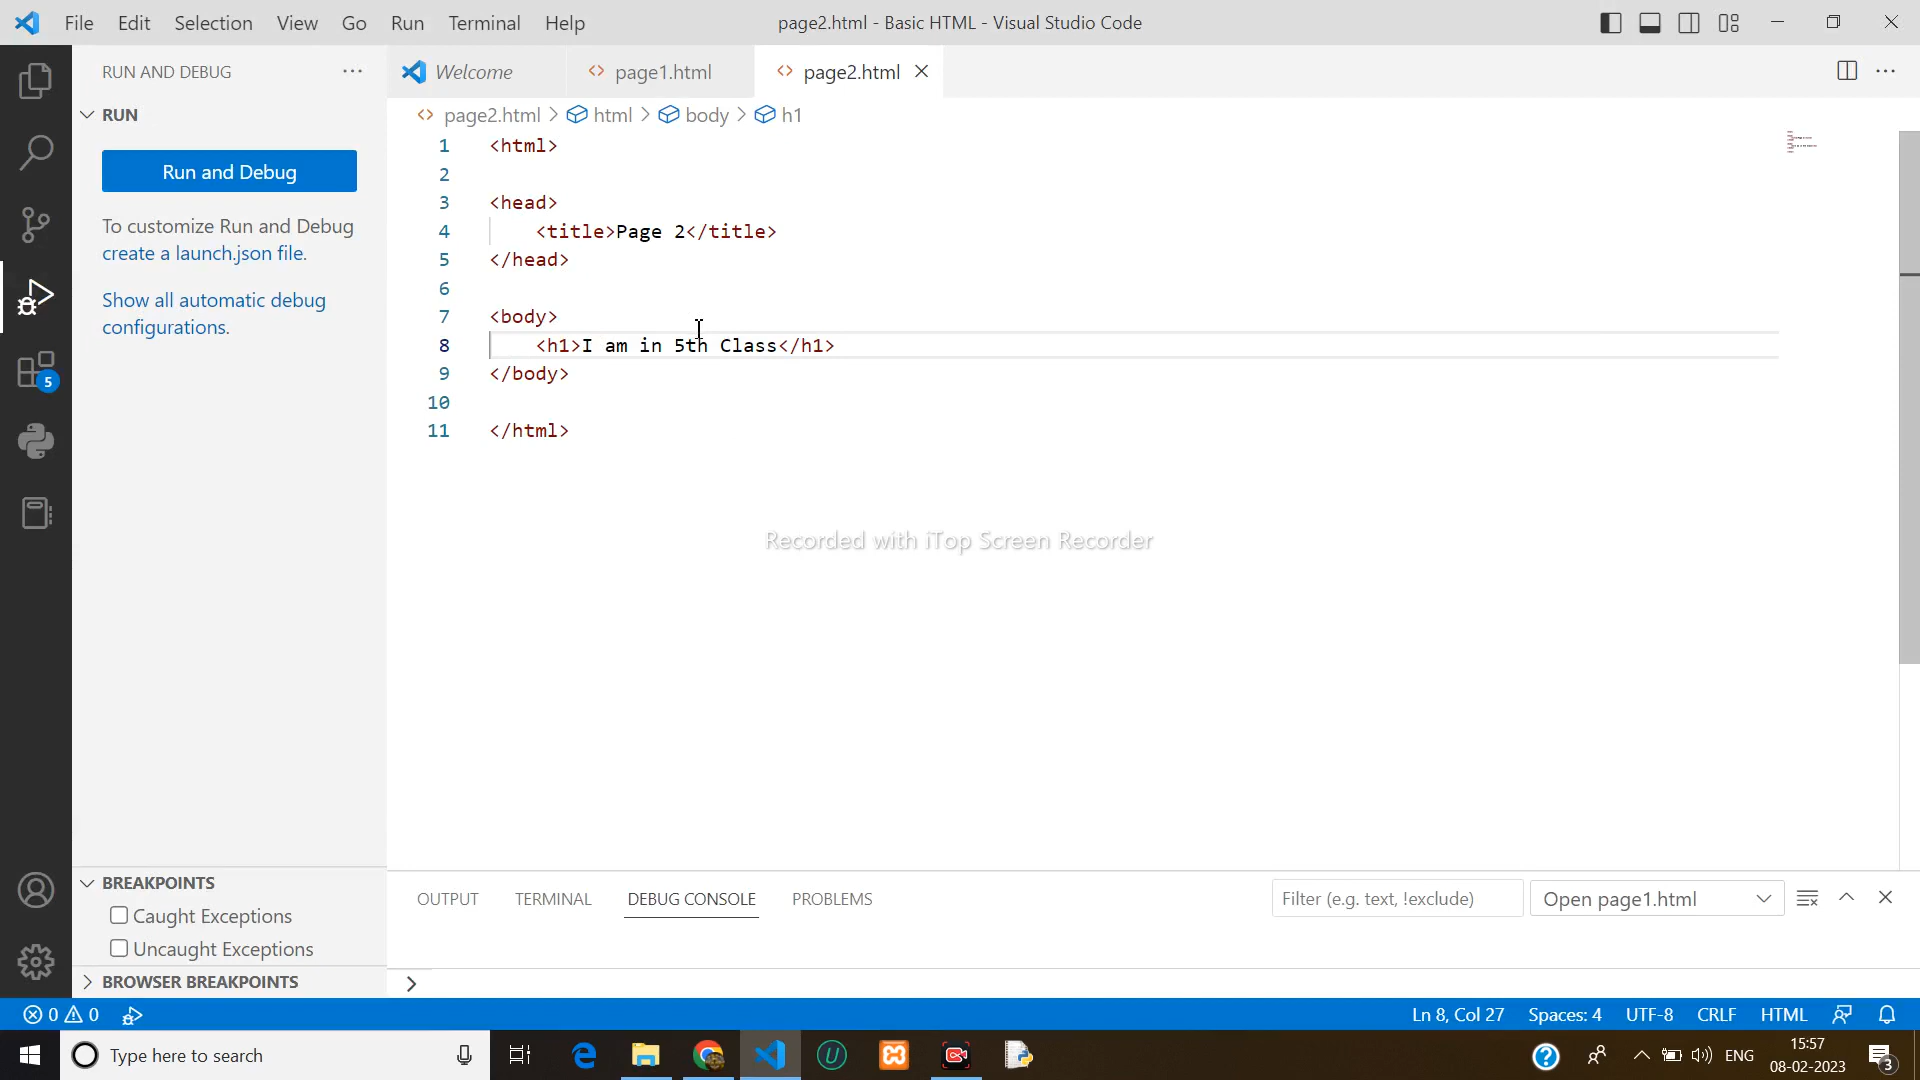 File Edit Selection View Go Run Terminal Help page2.html - Basic HTML - Visual Studio Code
RUN AND DEBUG
RUN
Run and Debug
To customize Run and Debug
create a launch.json file.
Show all automatic debug
configurations.
Welcome page1.html page2.html
page2.html > html > body > h1
1 <html>
2
3 <head>
4 <title>Page 2</title>
5 </head>
6
7 <body>
8 <h1>I am in 5th Class</h1>
9 </body>
10
11 </html>
Recorded with iTop Screen Recorder
5
BREAKPOINTS
Caught Exceptions
Uncaught Exceptions
BROWSER BREAKPOINTS
OUTPUT TERMINAL DEBUG CONSOLE PROBLEMS Filter (e.g. text, !exclude) Open page1.html
0 0 Ln 8, Col 27 Spaces: 4 UTF-8 CRLF HTML
Type here to search ENG
15:57
08-02-2023
3